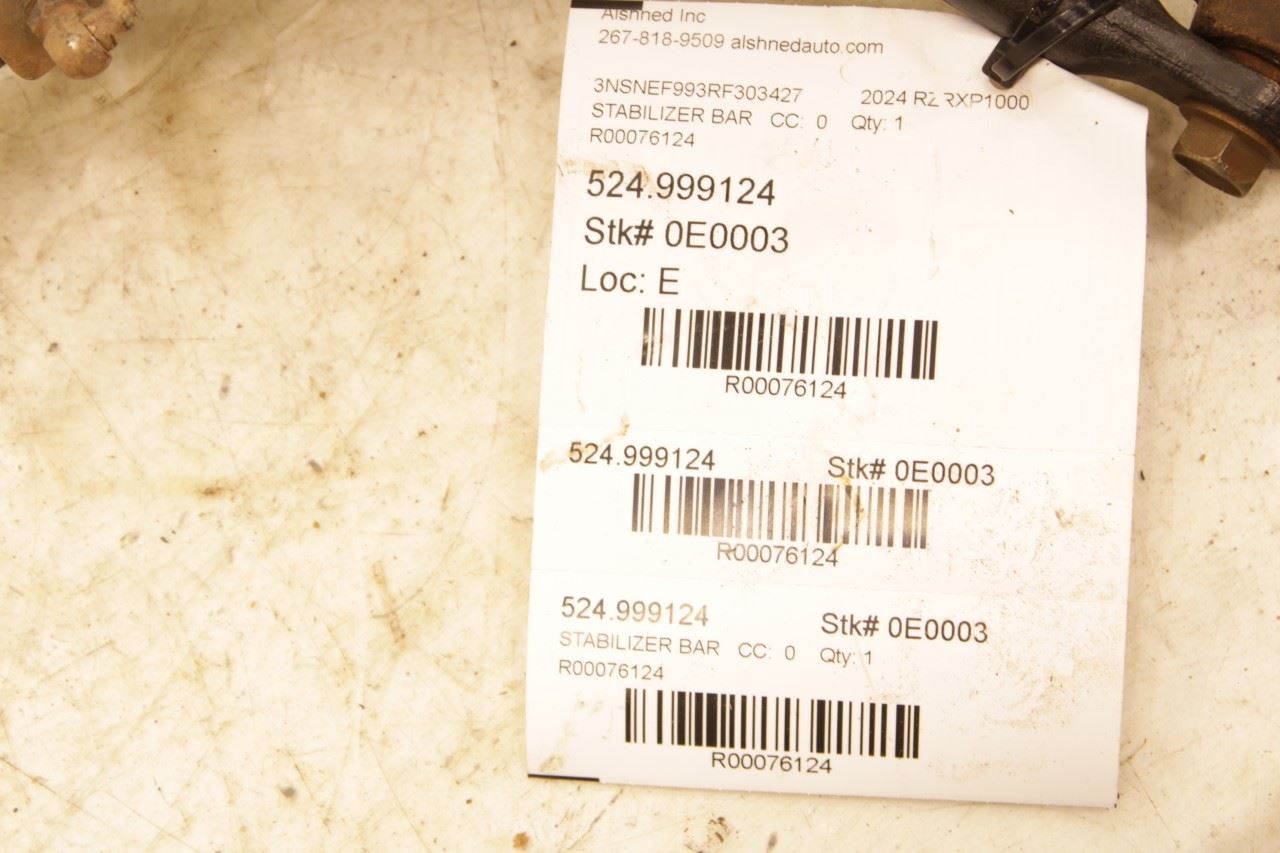 Alshned Inc
267-818-9509 alshnedauto.com
3NSNEF993RF303427 2024 RZRXP1000
STABILIZER BAR CC: 0 Qty: 1
R00076124
524.999124
Stk# 0E0003
Loc: E
R00076124
524.999124 Stk# 0E0003
R00076124
524.999124 Stk# 0E0003
STABILIZER BAR CC: 0 Qty: 1
R00076124
R00076124